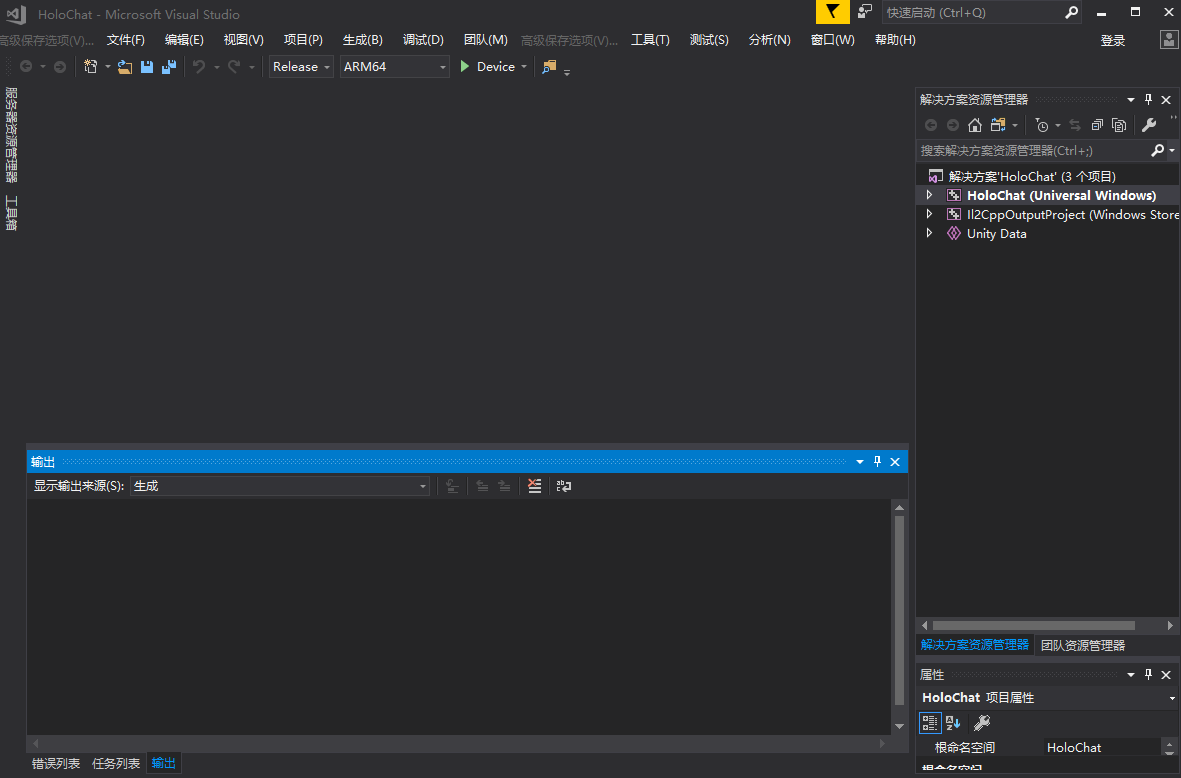 HoloChat - Microsoft Visual Studio
快速启动 (Ctrl+Q)
高级保存选项(V)... 文件(F) 编辑(E) 视图(V) 项目(P) 生成(B) 调试(D) 团队(M) 高级保存选项(V)... 工具(T) 测试(S) 分析(N) 窗口(W) 帮助(H) 登录
Release ARM64 Device
服务器资源管理器
工具箱
解决方案资源管理器
搜索解决方案资源管理器(Ctrl+;)
解决方案'HoloChat' (3 个项目)
HoloChat (Universal Windows)
Il2CppOutputProject (Windows Store
Unity Data
解决方案资源管理器 团队资源管理器
输出
显示输出来源(S): 生成
错误列表 任务列表 输出
属性
HoloChat 项目属性
根命名空间 HoloChat
根命名空间